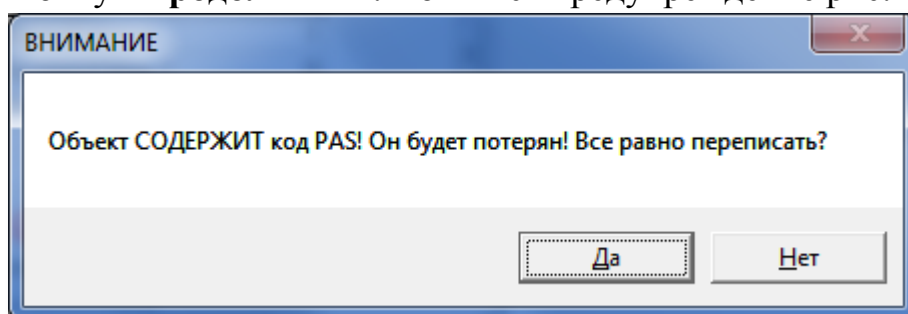 ВНИМАНИЕ
Объект СОДЕРЖИТ код PAS! Он будет потерян! Все равно переписать?
Да Нет